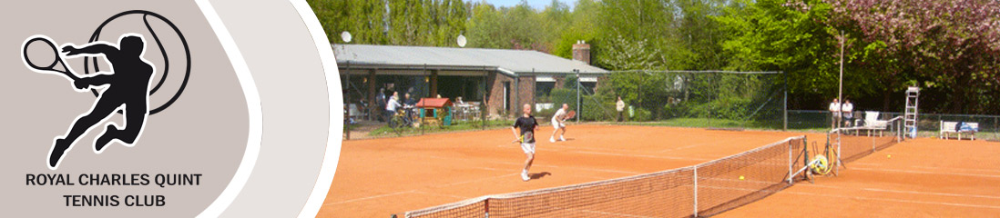 ROYAL CHARLES QUINT
TENNIS CLUB